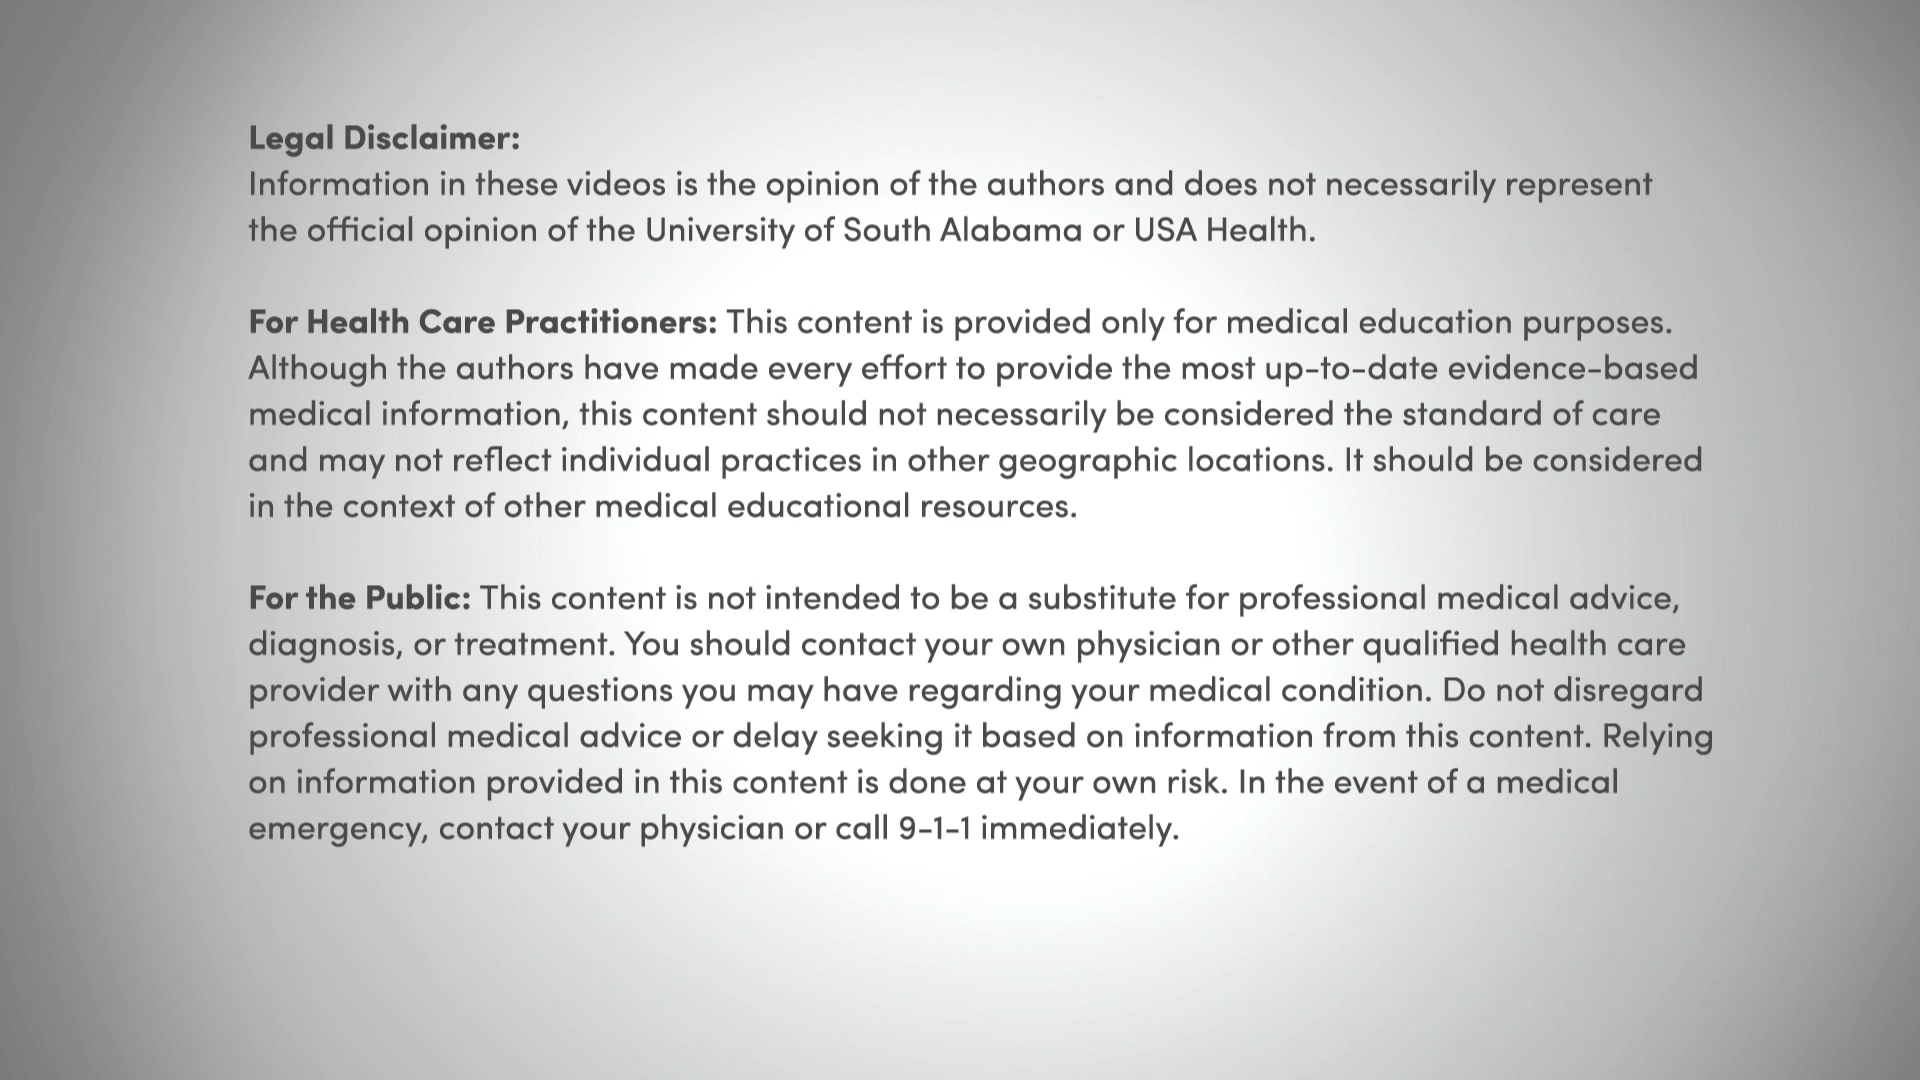 Legal Disclaimer:
Information in these videos is the opinion of the authors and does not necessarily represent
the official opinion of the University of South Alabama or USA Health.
For Health Care Practitioners: This content is provided only for medical education purposes.
Although the authors have made every effort to provide the most up-to-date evidence-based
medical information, this content should not necessarily be considered the standard of care
and may not reflect individual practices in other geographic locations. It should be considered
in the context of other medical educational resources.
For the Public: This content is not intended to be a substitute for professional medical advice,
diagnosis, or treatment. You should contact your own physician or other qualified health care
provider with any questions you may have regarding your medical condition. Do not disregard
professional medical advice or delay seeking it based on information from this content. Relying
on information provided in this content is done at your own risk. In the event of a medical
emergency, contact your physician or call 9-1-1 immediately.